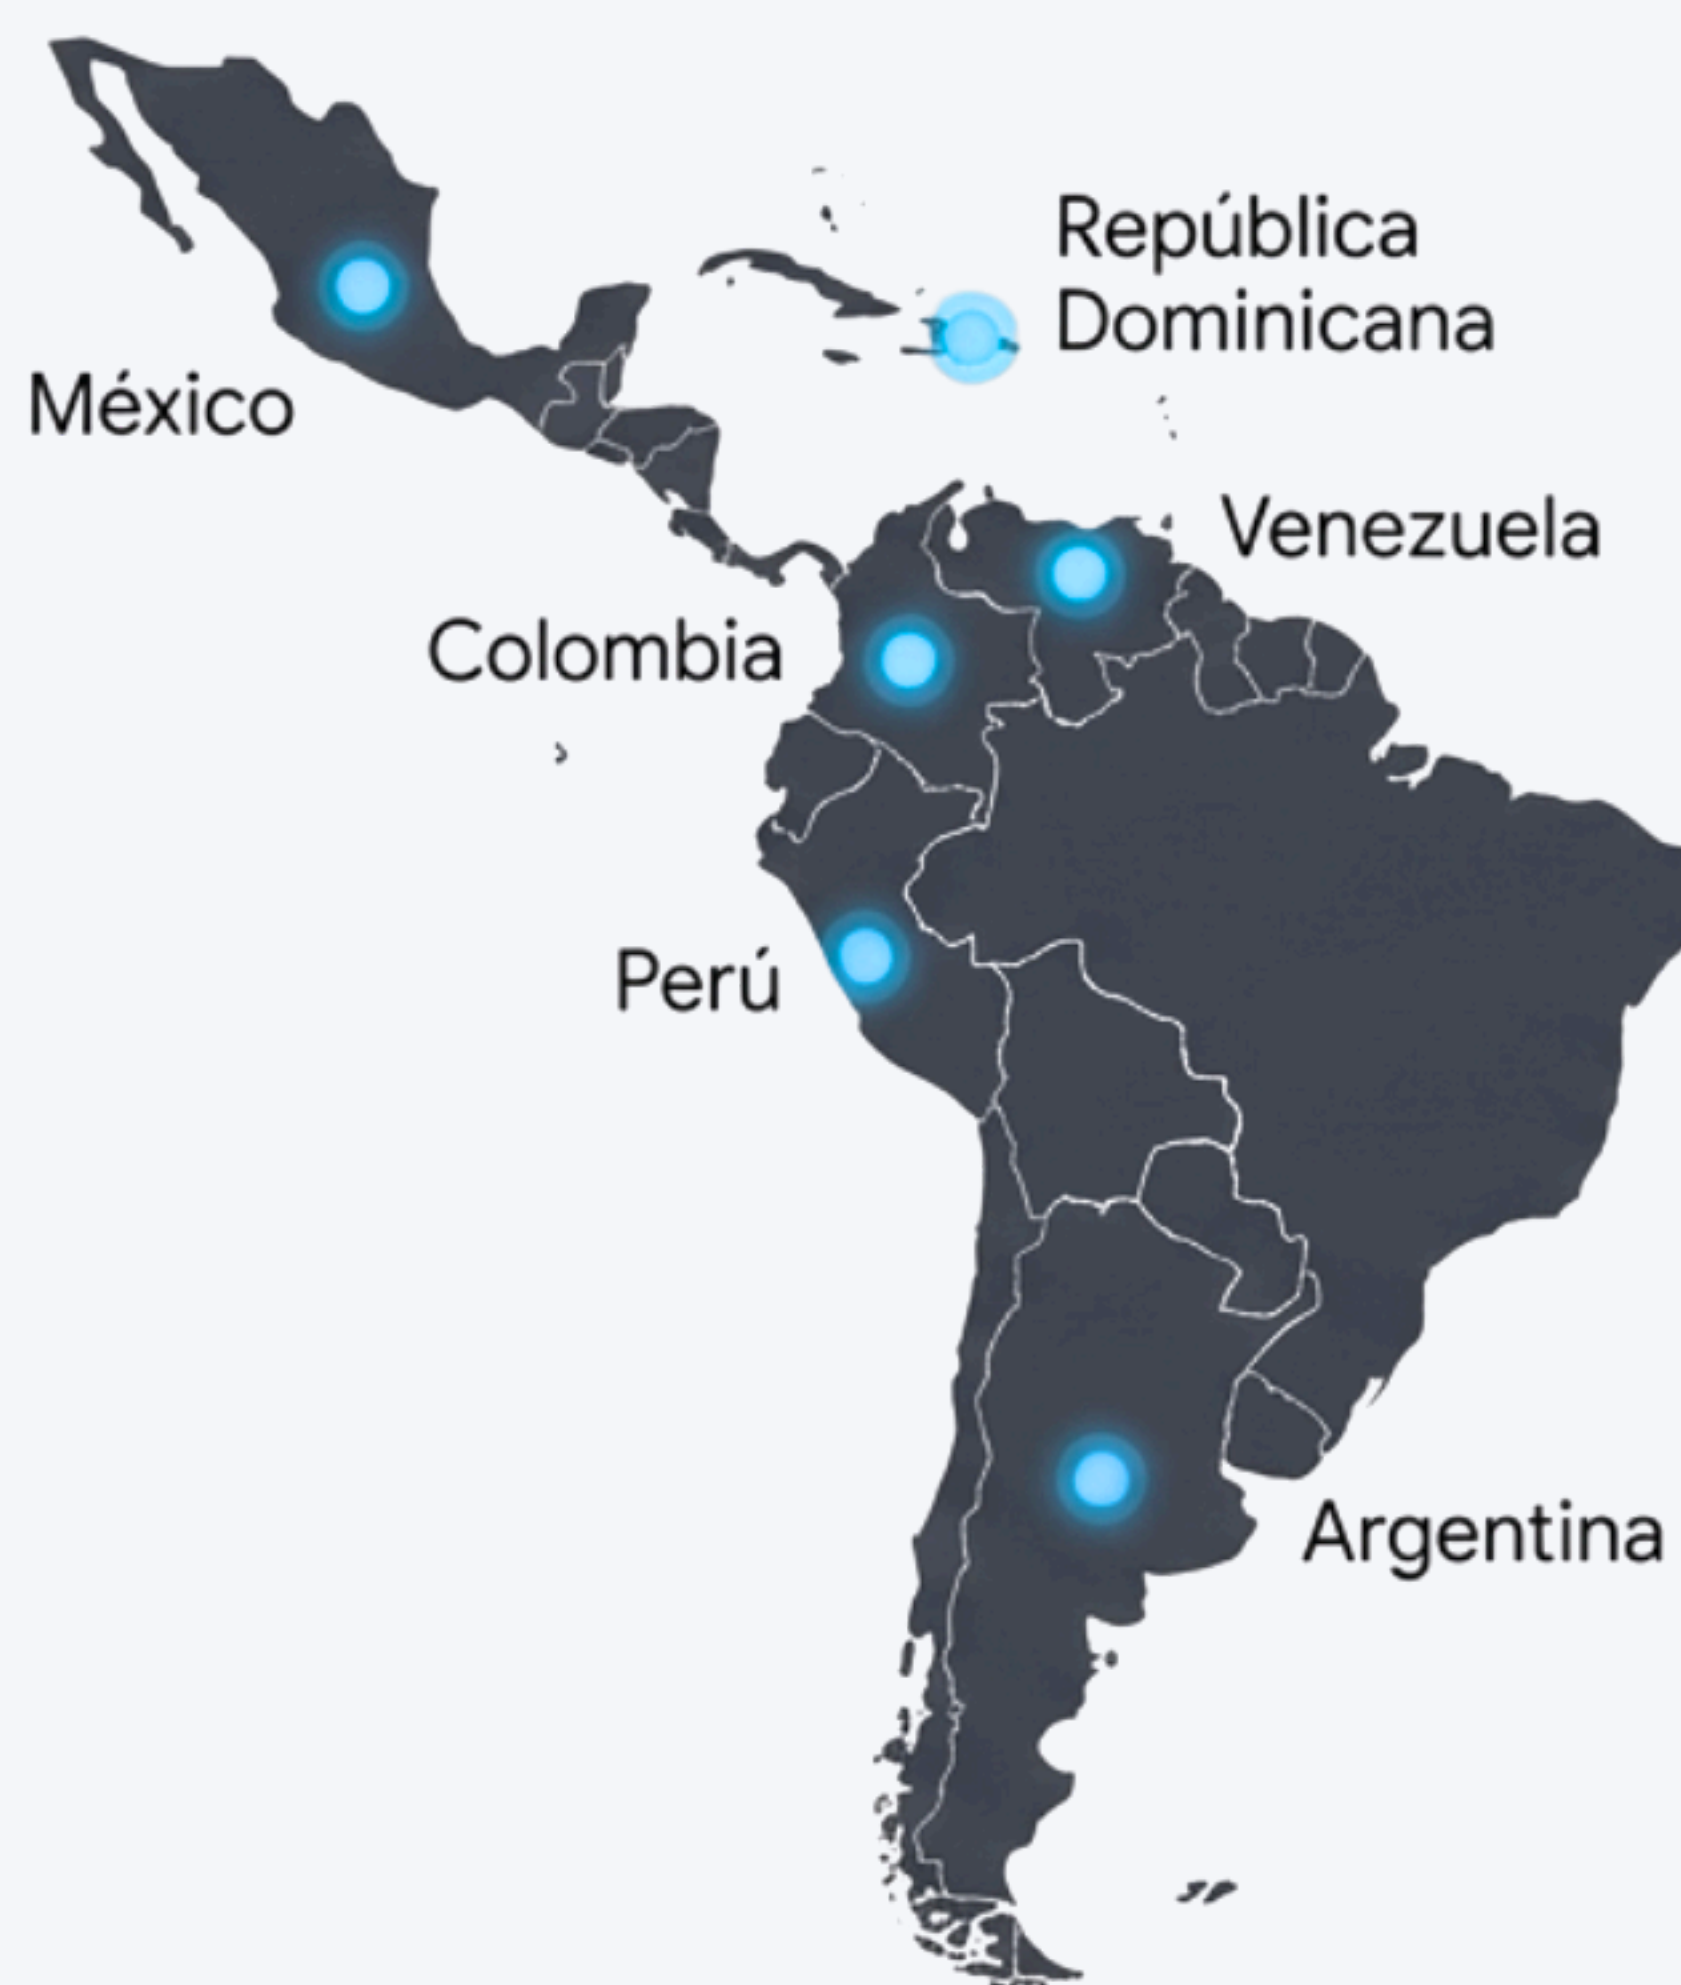 República
Dominicana
México
Venezuela
Colombia
Perú
Argentina